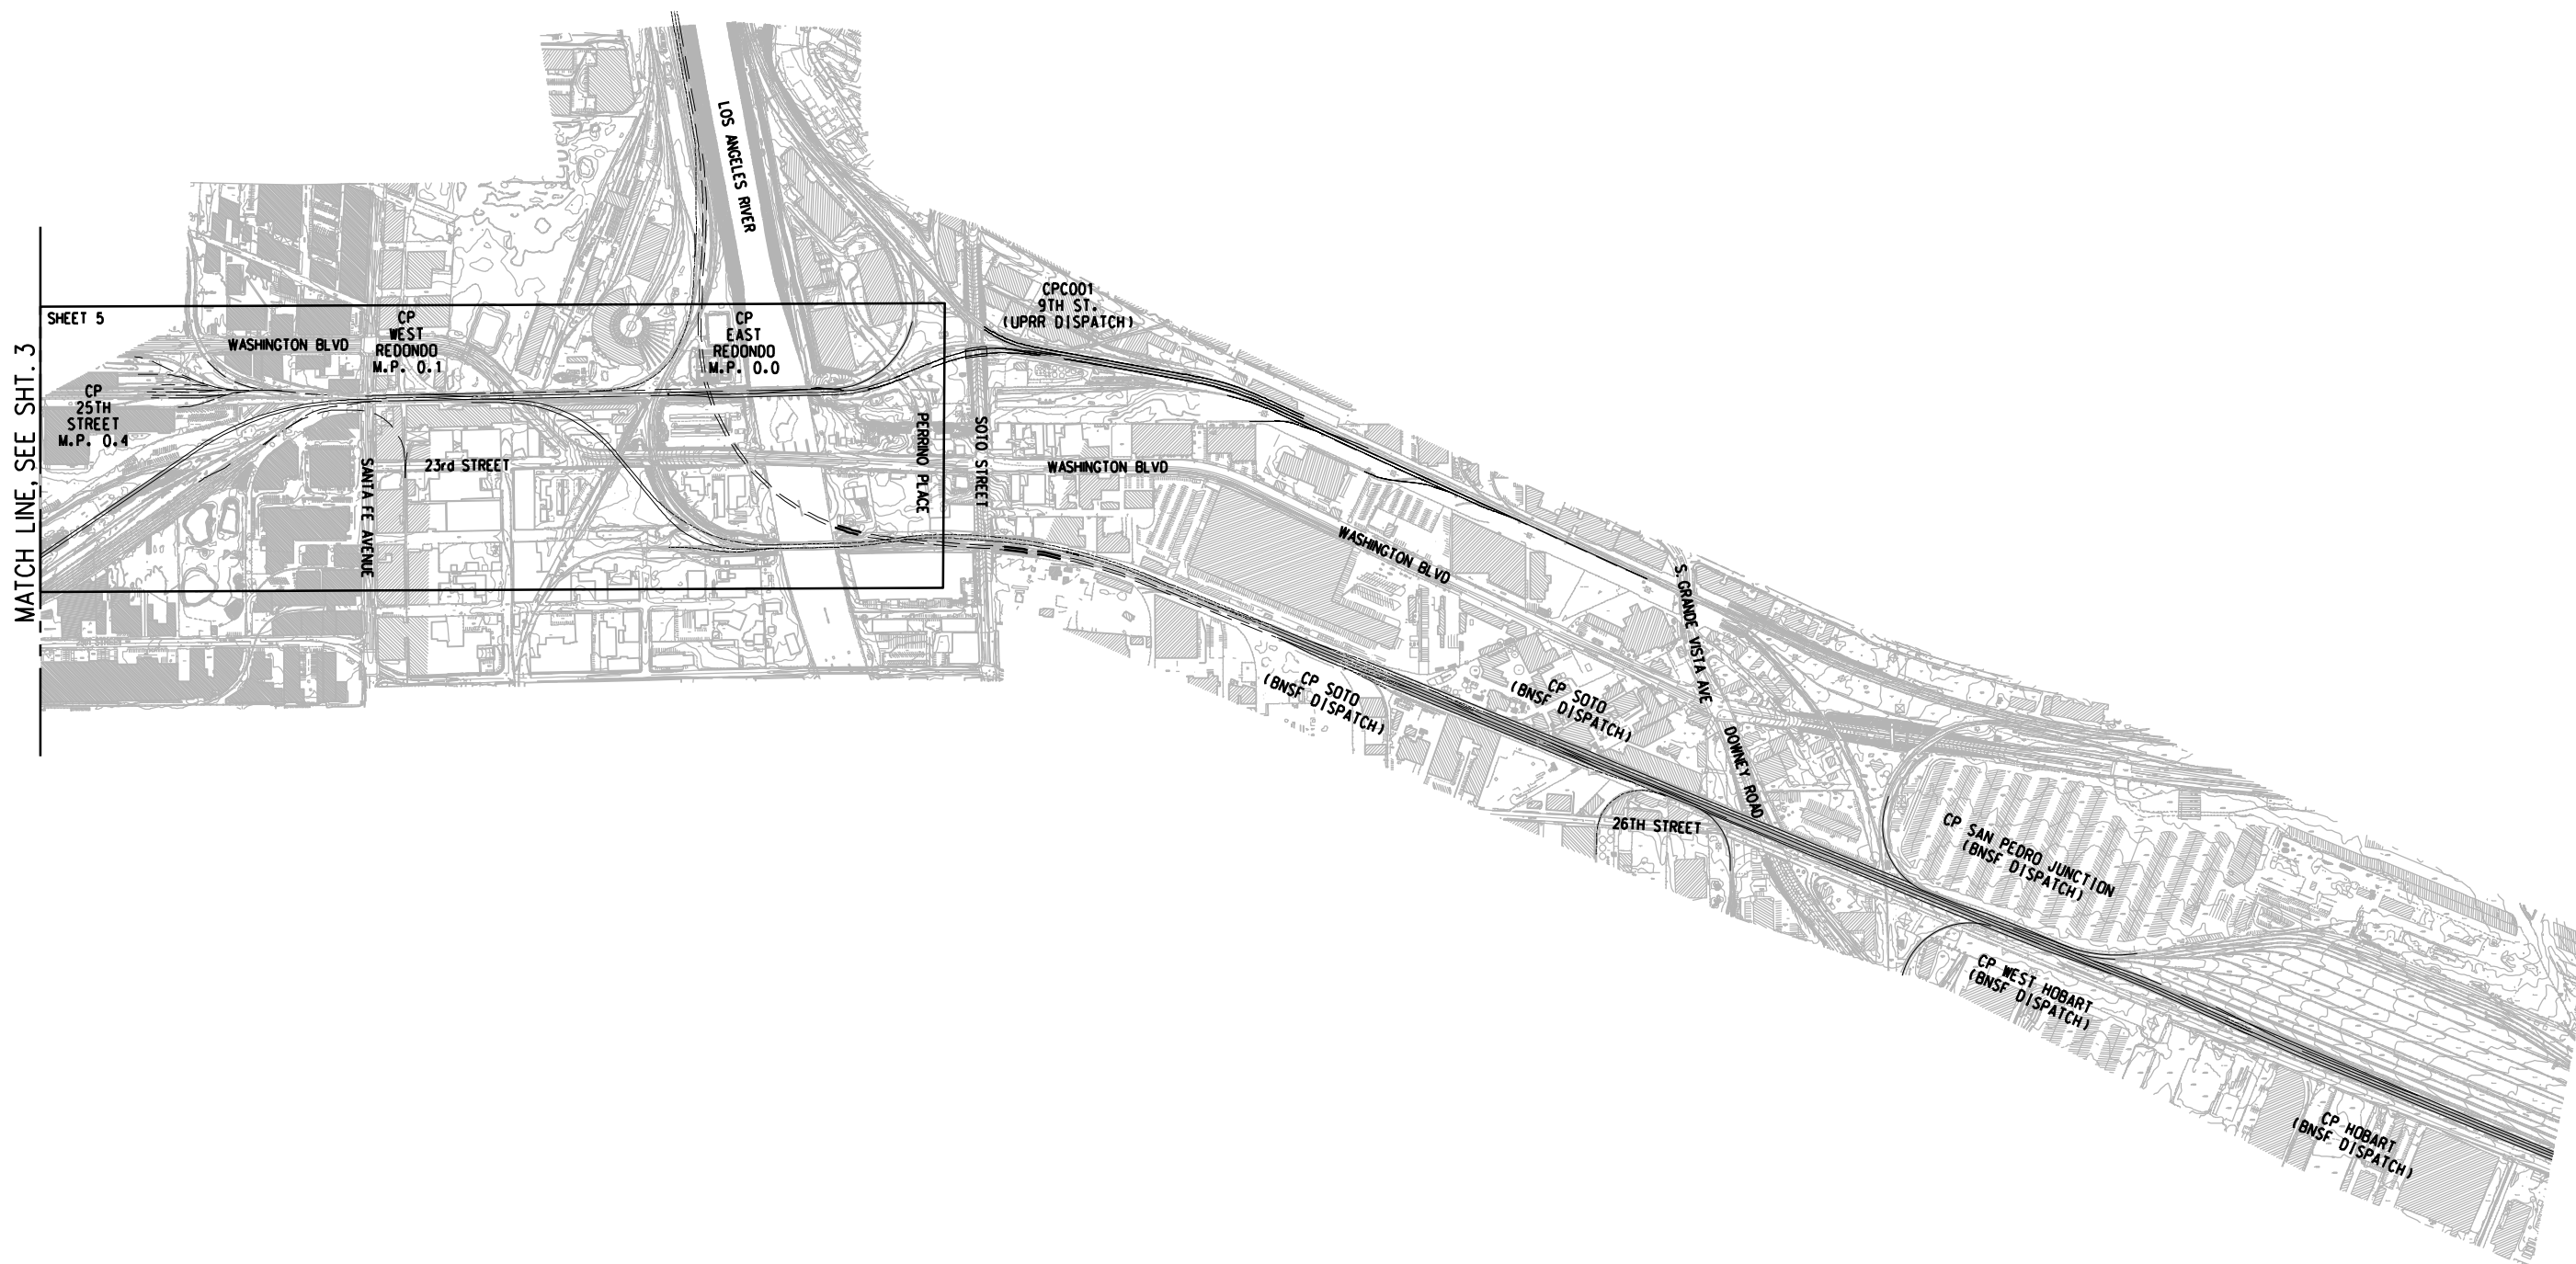 MATCH LINE, SEE SHT. 3
SHEET 5
LOS ANGELES RIVER
CPC001
9TH ST.
(UPRR DISPATCH)
WASHINGTON BLVD
CP
WEST
REDONDO
M.P. 0.1
CP
EAST
REDONDO
M.P. 0.0
CP
25TH
STREET
M.P. 0.4
SANTA FE AVENUE
23rd STREET
PERRINO PLACE
SOTO STREET
WASHINGTON BLVD
WASHINGTON BLVD
S. GRANDE VISTA AVE
DOWNEY ROAD
CP SOTO
(BNSF DISPATCH)
CP SOTO
(BNSF DISPATCH)
26TH STREET
CP SAN PEDRO JUNCTION
(BNSF DISPATCH)
CP WEST HOBART
(BNSF DISPATCH)
CP HOBART
(BNSF DISPATCH)